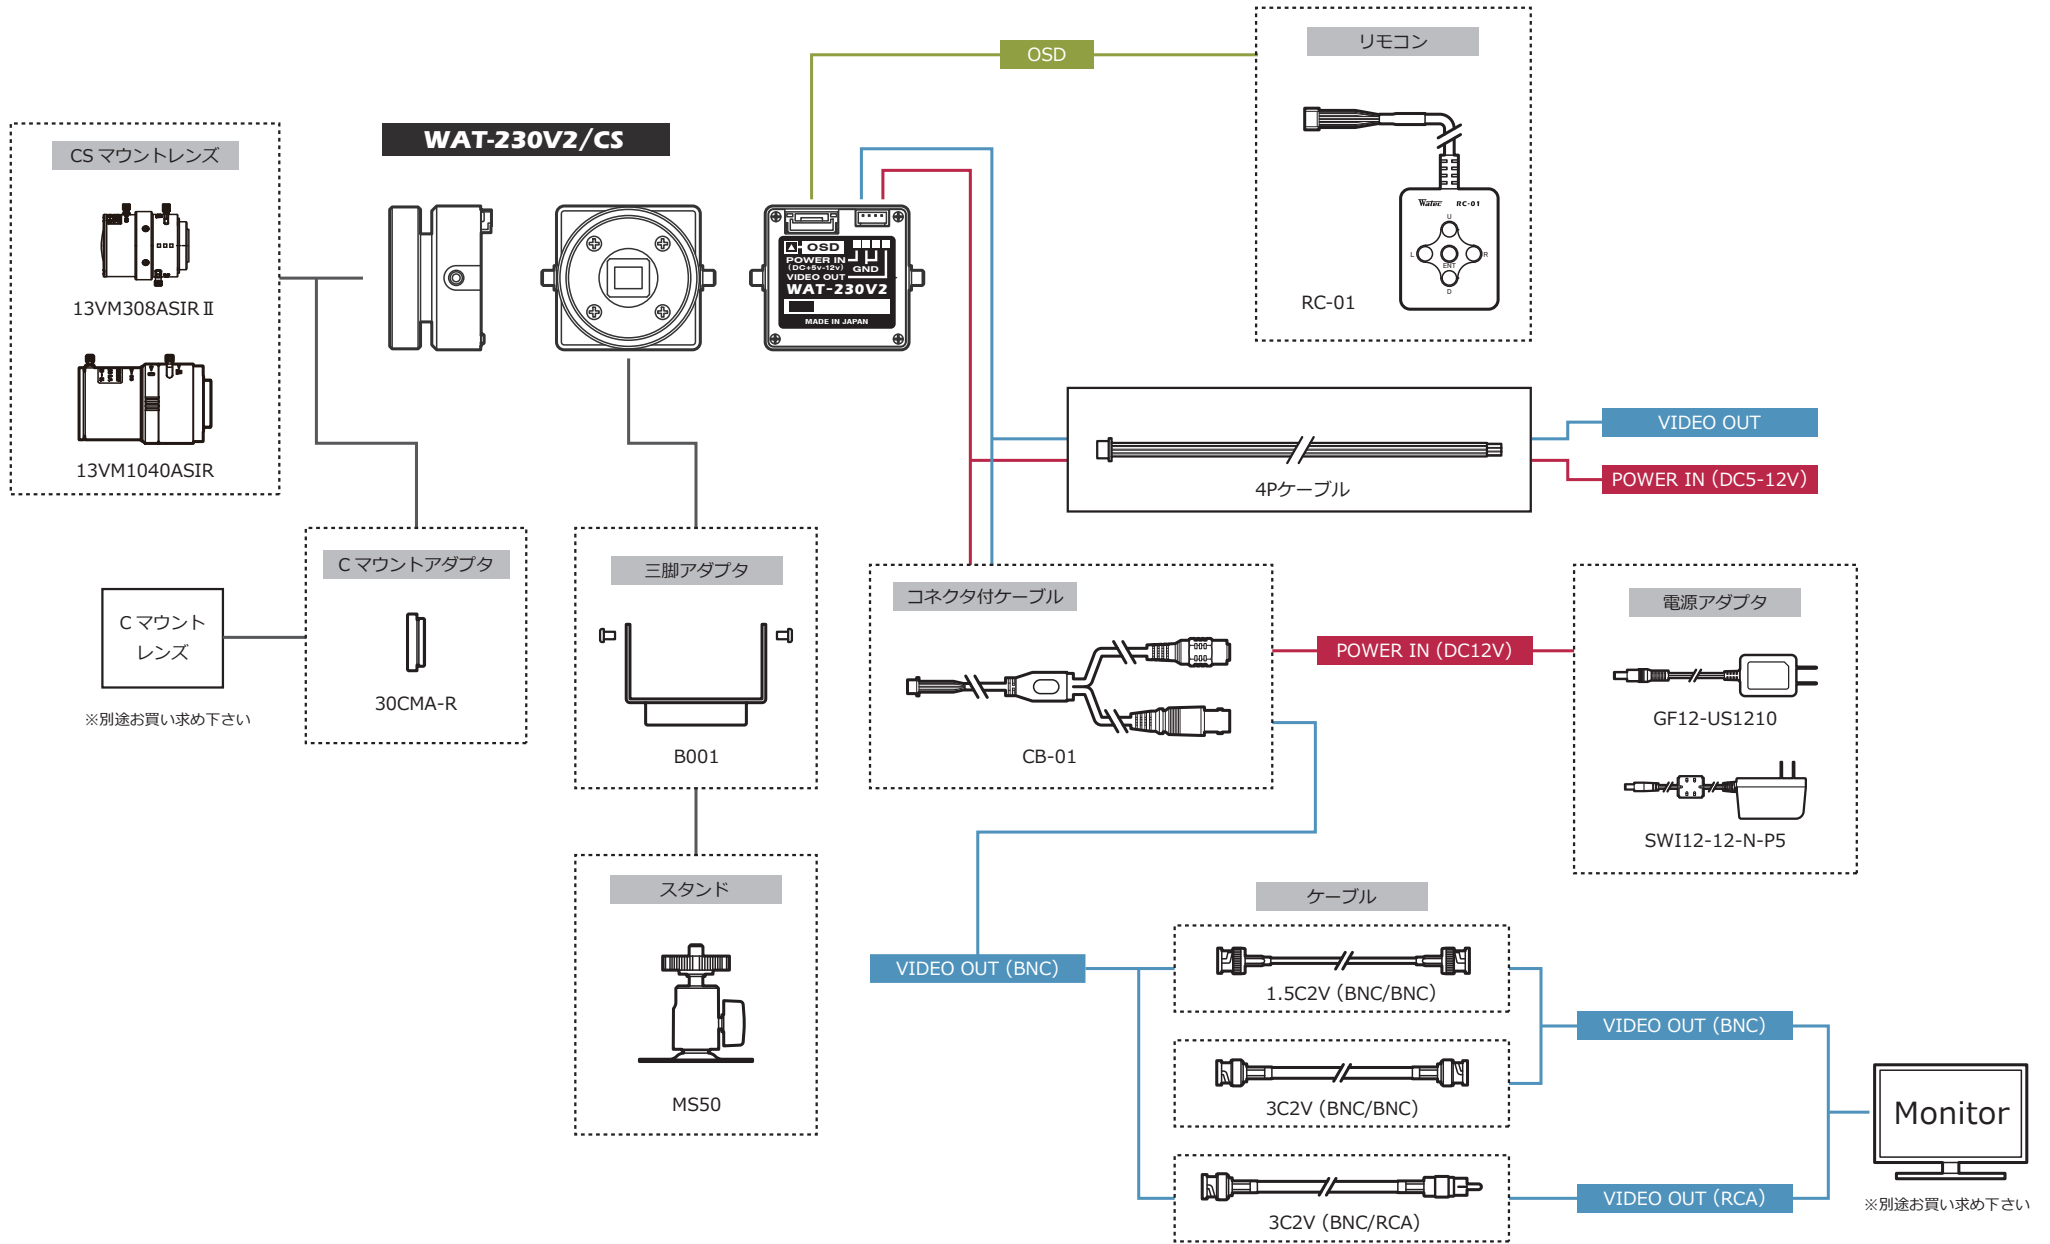 OSD
リモコン
WAT-230V2/CS
CS マウントレンズ
13VM308ASIR Ⅱ
13VM1040ASIR
OSD
POWER IN
(DC+5v-12v)
GND
VIDEO OUT
WAT-230V2
MADE IN JAPAN
Watec RC-01
U
L
R
ENT
D
RC-01
4Pケーブル
VIDEO OUT
POWER IN (DC5-12V)
C マウントアダプタ
30CMA-R
C マウント
レンズ
※別途お買い求め下さい
三脚アダプタ
B001
コネクタ付ケーブル
CB-01
POWER IN (DC12V)
電源アダプタ
GF12-US1210
SWI12-12-N-P5
スタンド
MS50
ケーブル
VIDEO OUT (BNC)
1.5C2V (BNC/BNC)
3C2V (BNC/BNC)
3C2V (BNC/RCA)
VIDEO OUT (BNC)
VIDEO OUT (RCA)
Monitor
※別途お買い求め下さい